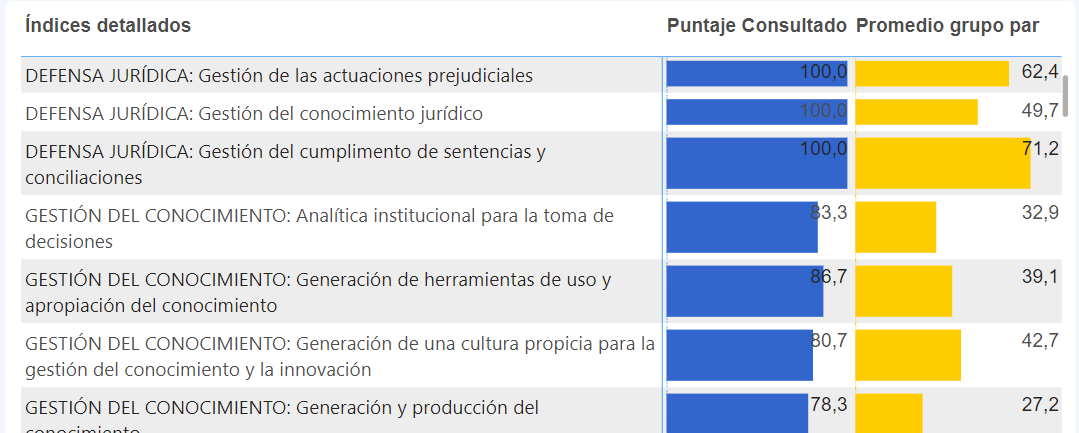 Índices detallados Puntaje Consultado Promedio grupo par
DEFENSA JURÍDICA: Gestión de las actuaciones prejudiciales 100,0 62,4
DEFENSA JURÍDICA: Gestión del conocimiento jurídico 100,0 49,7
DEFENSA JURÍDICA: Gestión del cumplimento de sentencias y 100,0 71,2
conciliaciones
GESTIÓN DEL CONOCIMIENTO: Analítica institucional para la toma de 83,3 32,9
decisiones
GESTIÓN DEL CONOCIMIENTO: Generación de herramientas de uso y 86,7 39,1
apropiación del conocimiento
GESTIÓN DEL CONOCIMIENTO: Generación de una cultura propicia para la 80,7 42,7
gestión del conocimiento y la innovación
GESTIÓN DEL CONOCIMIENTO: Generación y producción del 78,3 27,2
conocimiento